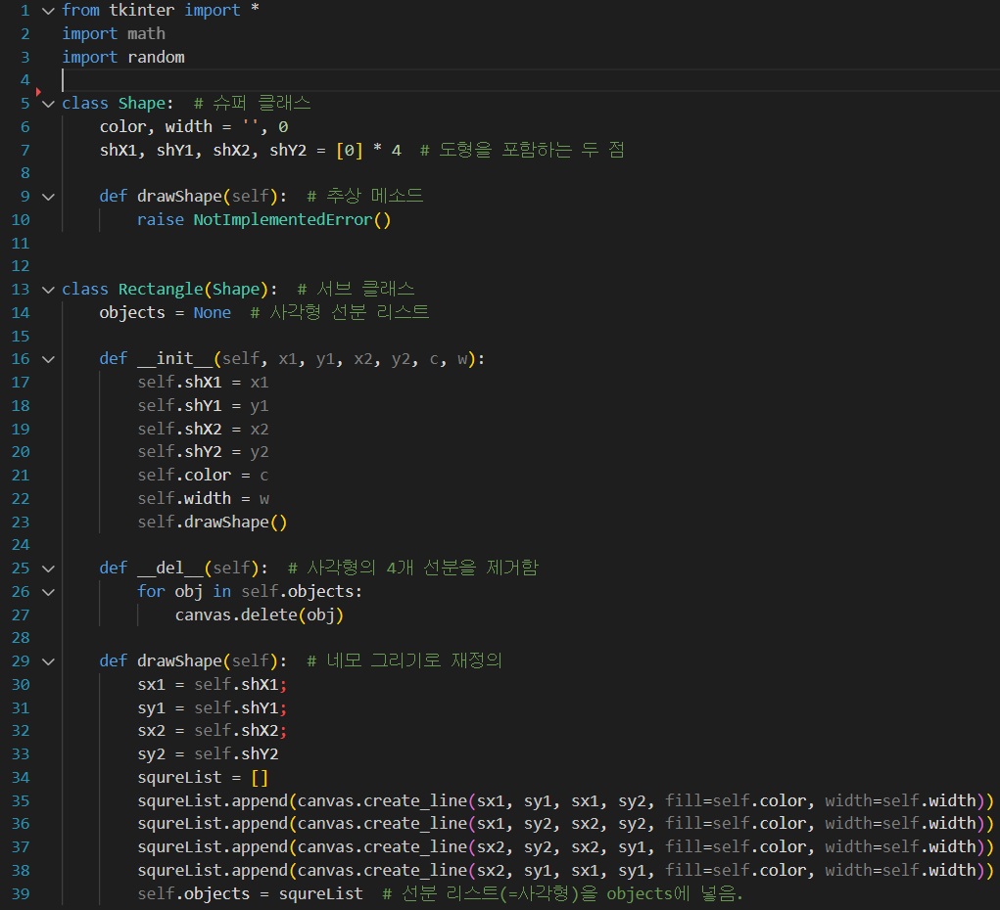 1 from tkinter import *
2 import math
3 import random
4
5 class Shape:  # 슈퍼 클래스
6     color, width = '', 0
7     shX1, shY1, shX2, shY2 = [0] * 4  # 도형을 포함하는 두 점
8
9     def drawShape(self):  # 추상 메소드
10         raise NotImplementedError()
11
12
13 class Rectangle(Shape):  # 서브 클래스
14     objects = None  # 사각형 선분 리스트
15
16     def __init__(self, x1, y1, x2, y2, c, w):
17         self.shX1 = x1
18         self.shY1 = y1
19         self.shX2 = x2
20         self.shY2 = y2
21         self.color = c
22         self.width = w
23         self.drawShape()
24
25     def __del__(self):  # 사각형의 4개 선분을 제거함
26         for obj in self.objects:
27             canvas.delete(obj)
28
29     def drawShape(self):  # 네모 그리기로 재정의
30         sx1 = self.shX1;
31         sy1 = self.shY1;
32         sx2 = self.shX2;
33         sy2 = self.shY2
34         squreList = []
35         squreList.append(canvas.create_line(sx1, sy1, sx1, sy2, fill=self.color, width=self.width))
36         squreList.append(canvas.create_line(sx1, sy2, sx2, sy2, fill=self.color, width=self.width))
37         squreList.append(canvas.create_line(sx2, sy2, sx2, sy1, fill=self.color, width=self.width))
38         squreList.append(canvas.create_line(sx2, sy1, sx1, sy1, fill=self.color, width=self.width))
39         self.objects = squreList  # 선분 리스트(=사각형)을 objects에 넣음.